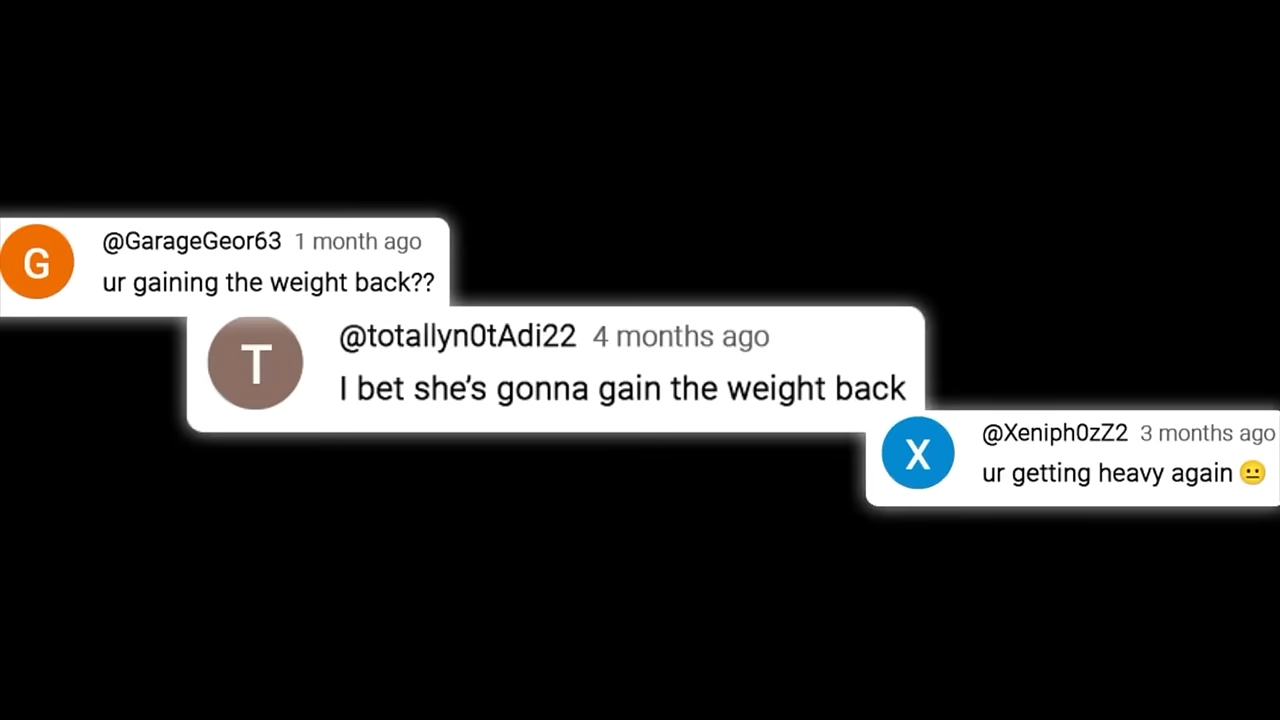 G
@GarageGeor63 1 month ago
ur gaining the weight back??
T
@totallyn0tAdi22 4 months ago
I bet she's gonna gain the weight back
X
@Xeniph0zZ2 3 months ago
ur getting heavy again 😐